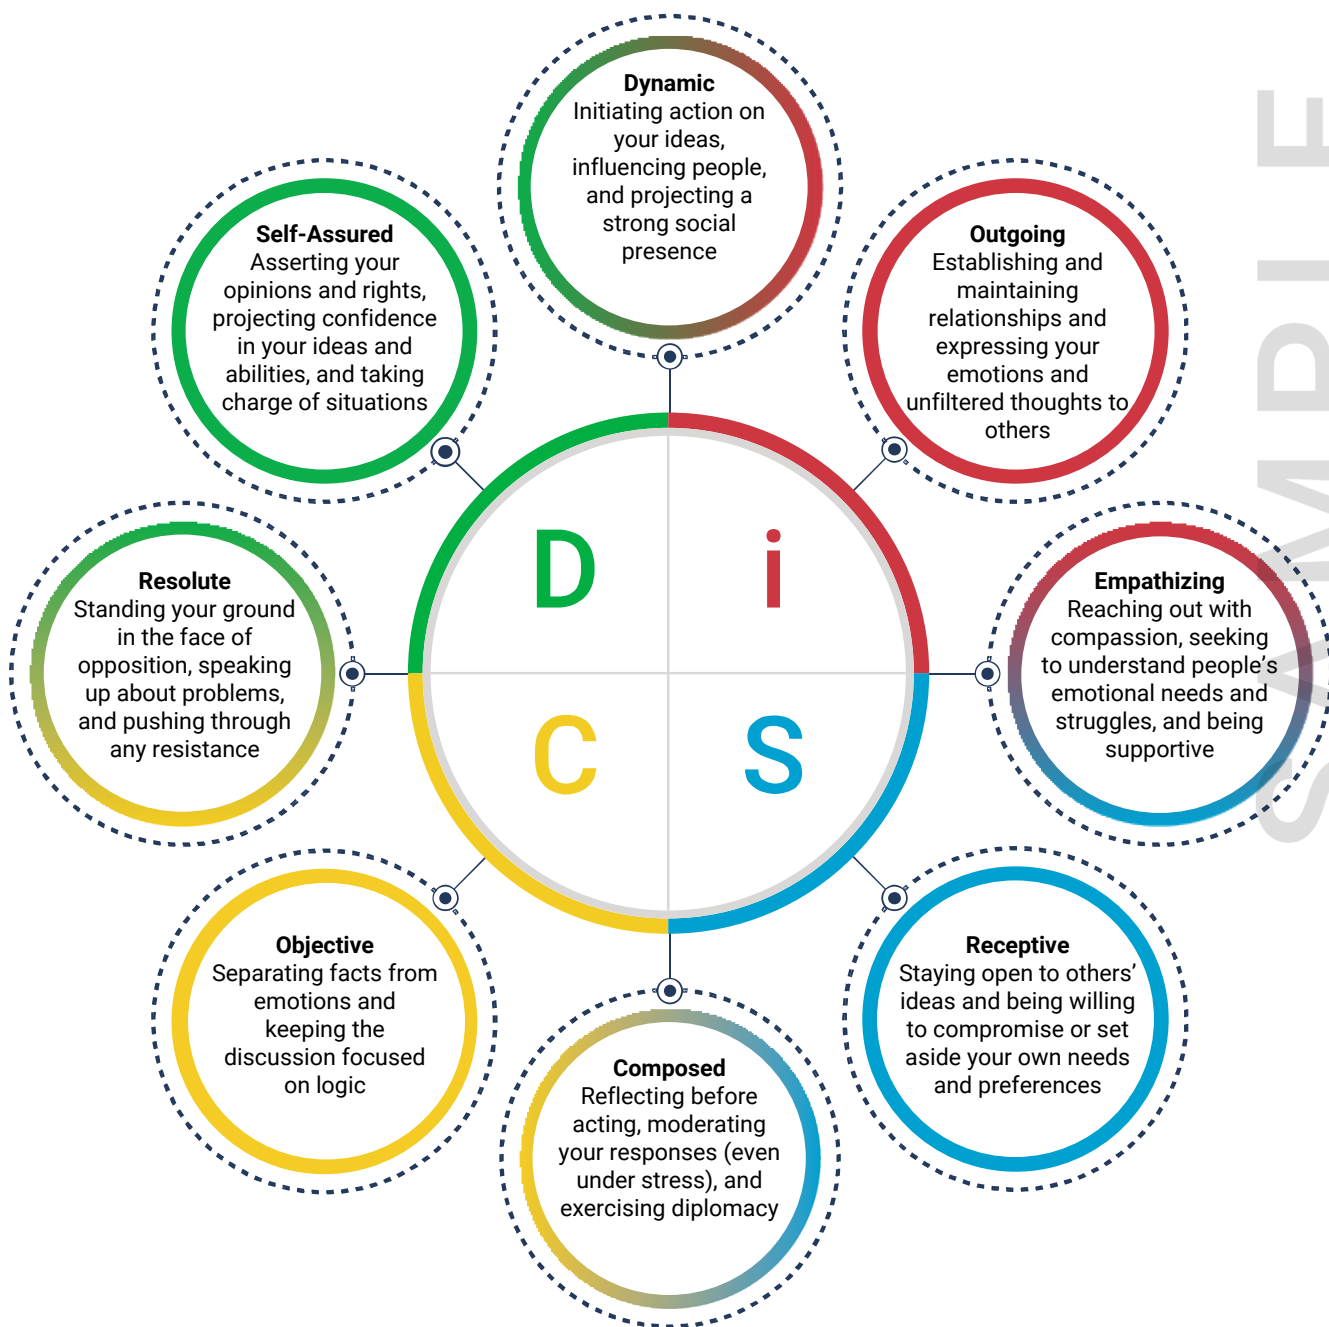 Dynamic
Initiating action on
your ideas,
influencing people,
and projecting a
strong social
presence
Self-Assured
Asserting your
opinions and rights,
projecting confidence
in your ideas and
abilities, and taking
charge of situations
Outgoing
Establishing and
maintaining
relationships and
expressing your
emotions and
unfiltered thoughts to
others
Resolute
Standing your ground
in the face of
opposition, speaking
up about problems,
and pushing through
any resistance
D
i
C
S
Empathizing
Reaching out with
compassion, seeking
to understand people's
emotional needs and
struggles, and being
supportive
Objective
Separating facts from
emotions and
keeping the
discussion focused
on logic
Composed
Reflecting before
acting, moderating
your responses (even
under stress), and
exercising diplomacy
Receptive
Staying open to others’
ideas and being willing
to compromise or set
aside your own needs
and preferences
SAMPLE